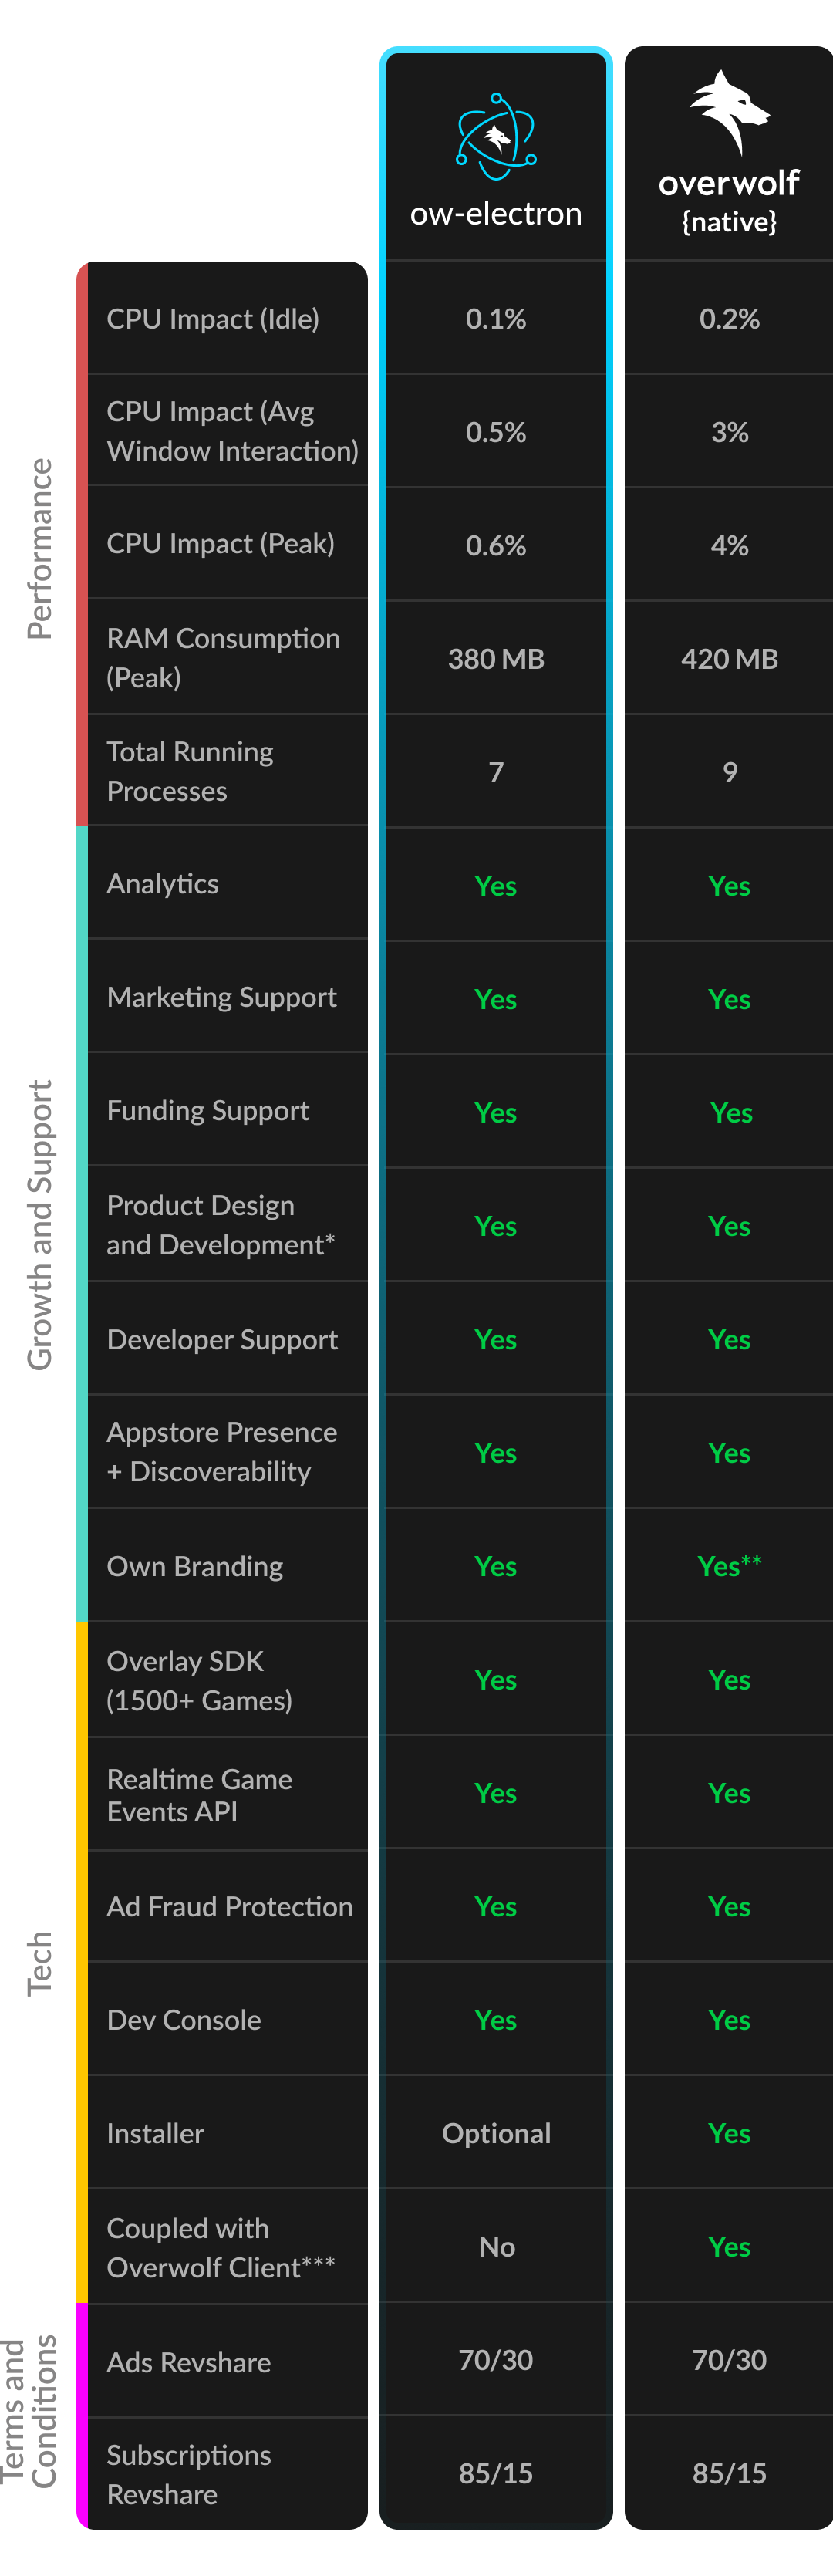 ow-electron
overwolf
{native}
Performance
CPU Impact (Idle)
0.1%
0.2%
CPU Impact (Avg
Window Interaction)
0.5%
3%
CPU Impact (Peak)
0.6%
4%
RAM Consumption
(Peak)
380 MB
420 MB
Total Running
Processes
7
9
Growth and Support
Analytics
Yes
Yes
Marketing Support
Yes
Yes
Funding Support
Yes
Yes
Product Design
and Development*
Yes
Yes
Developer Support
Yes
Yes
Appstore Presence
+ Discoverability
Yes
Yes
Own Branding
Yes
Yes**
Tech
Overlay SDK
(1500+ Games)
Yes
Yes
Realtime Game
Events API
Yes
Yes
Ad Fraud Protection
Yes
Yes
Dev Console
Yes
Yes
Installer
Optional
Yes
Coupled with
Overwolf Client***
No
Yes
Terms and
Conditions
Ads Revshare
70/30
70/30
Subscriptions
Revshare
85/15
85/15